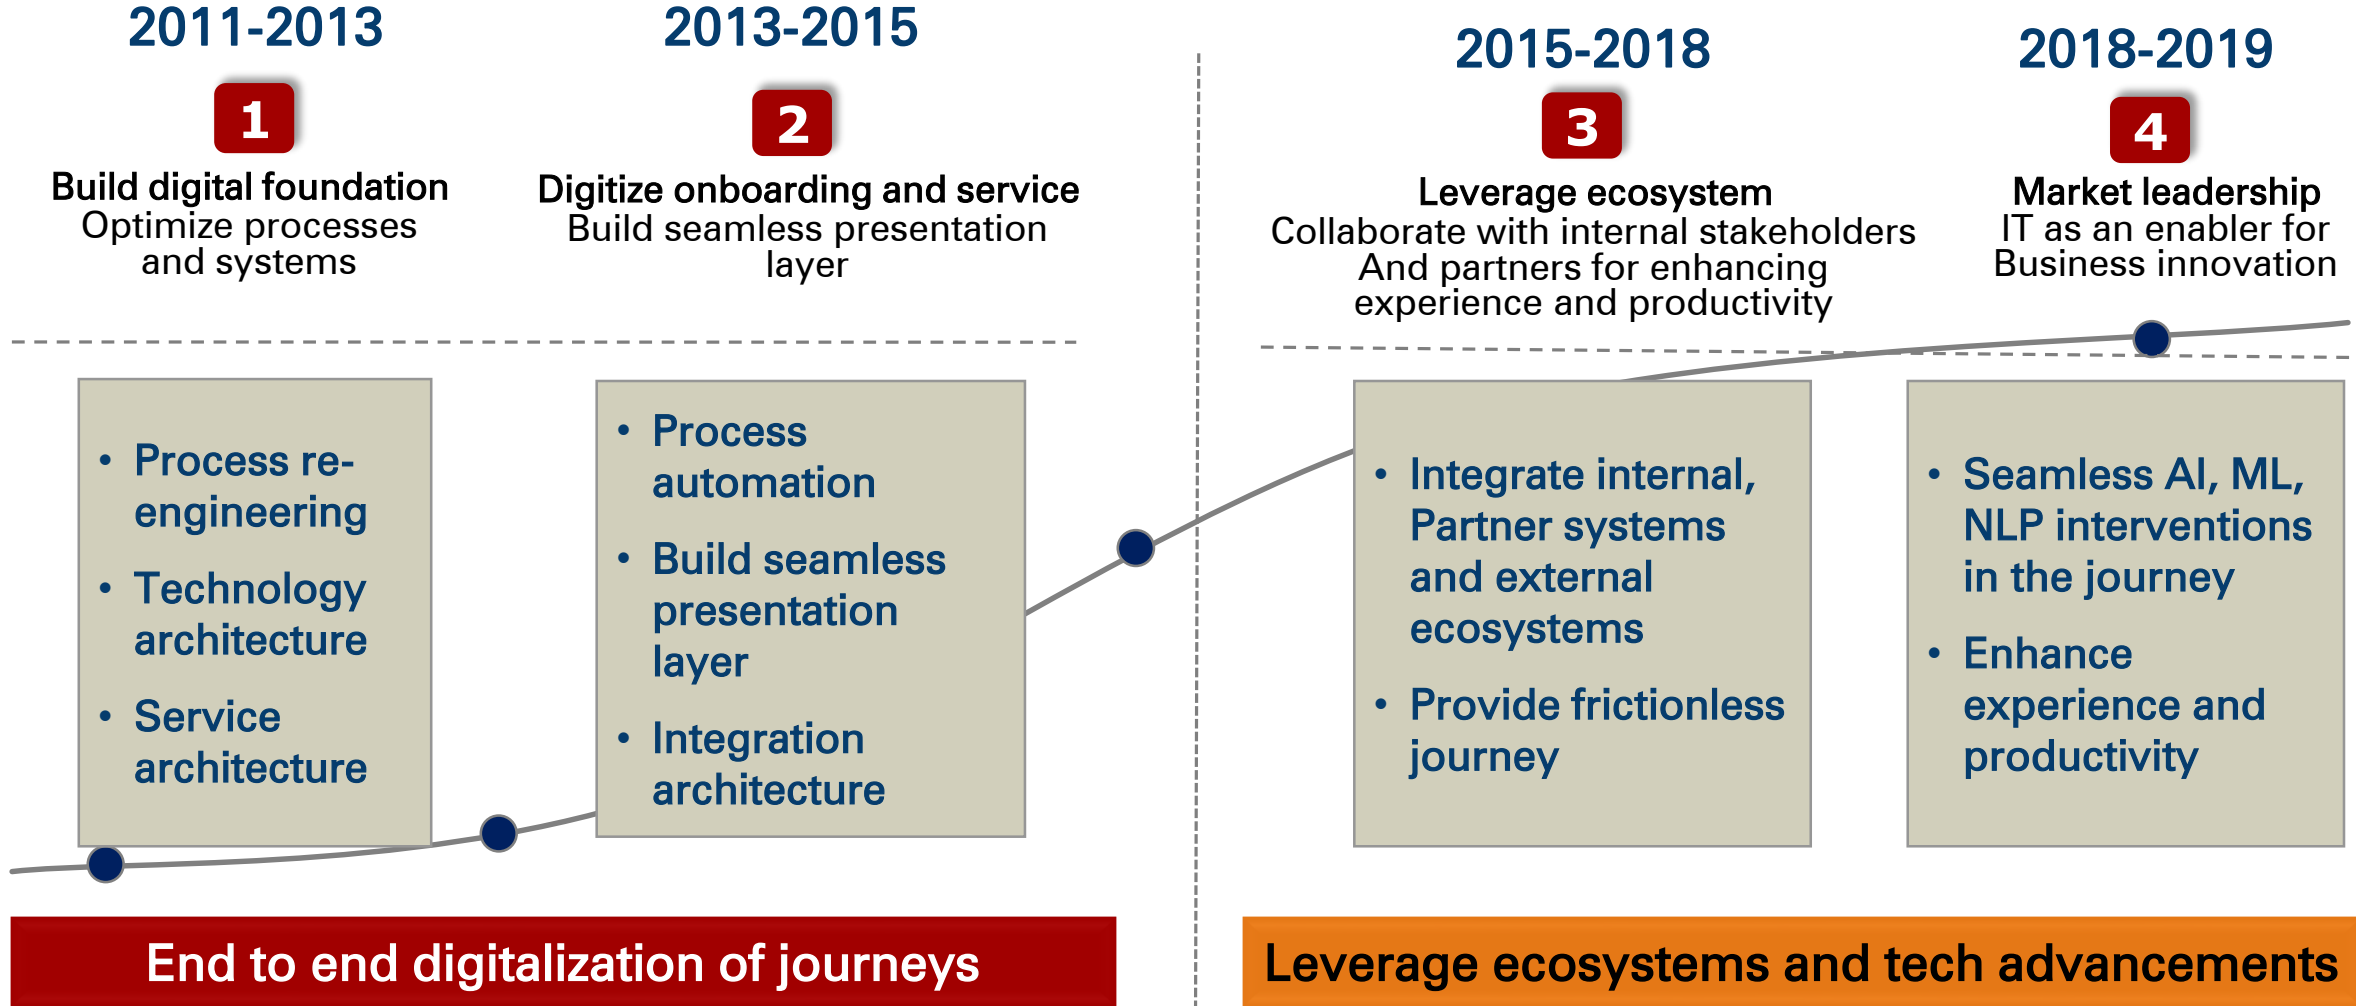 2011-2013
1
Build digital foundation
Optimize processes
and systems
2013-2015
2
Digitize onboarding and service
Build seamless presentation
layer
2015-2018
3
Leverage ecosystem
Collaborate with internal stakeholders
And partners for enhancing
experience and productivity
2018-2019
4
Market leadership
IT as an enabler for
Business innovation
• Process re-
engineering
• Technology
architecture
• Service
architecture
• Process
automation
• Build seamless
presentation
layer
• Integration
architecture
• Integrate internal,
Partner systems
and external
ecosystems
• Provide frictionless
journey
• Seamless AI, ML,
NLP interventions
in the journey
• Enhance
experience and
productivity
End to end digitalization of journeys
Leverage ecosystems and tech advancements